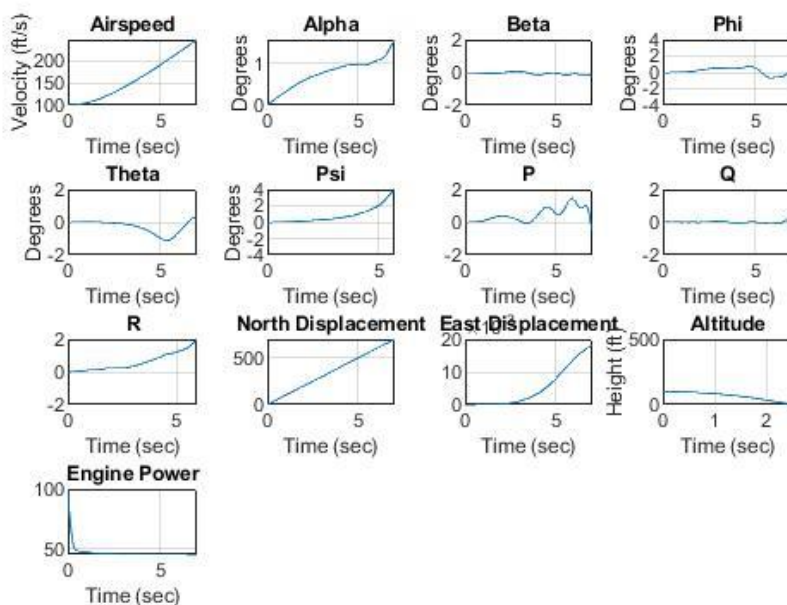 Airspeed
Velocity (ft/s)
200
150
100
0 5
Time (sec)
Alpha
Degrees
1
0
0 5
Time (sec)
Beta
Degrees
2
0
-2
0 5
Time (sec)
Phi
Degrees
4
2
0
-2
-4
0 5
Time (sec)
Theta
Degrees
2
0
-2
0 5
Time (sec)
Psi
Degrees
4
2
0
-2
-4
0 5
Time (sec)
P
Degrees
2
0
-2
0 5
Time (sec)
Q
Degrees
2
0
-2
0 5
Time (sec)
R
2
0
-2
0 5
Time (sec)
North Displacement
500
0
0 5
Time (sec)
East Displacement
20
10
0
0 5
Time (sec)
Altitude
Height (ft)
500
0
0 1 2
Time (sec)
Engine Power
100
50
0 5
Time (sec)